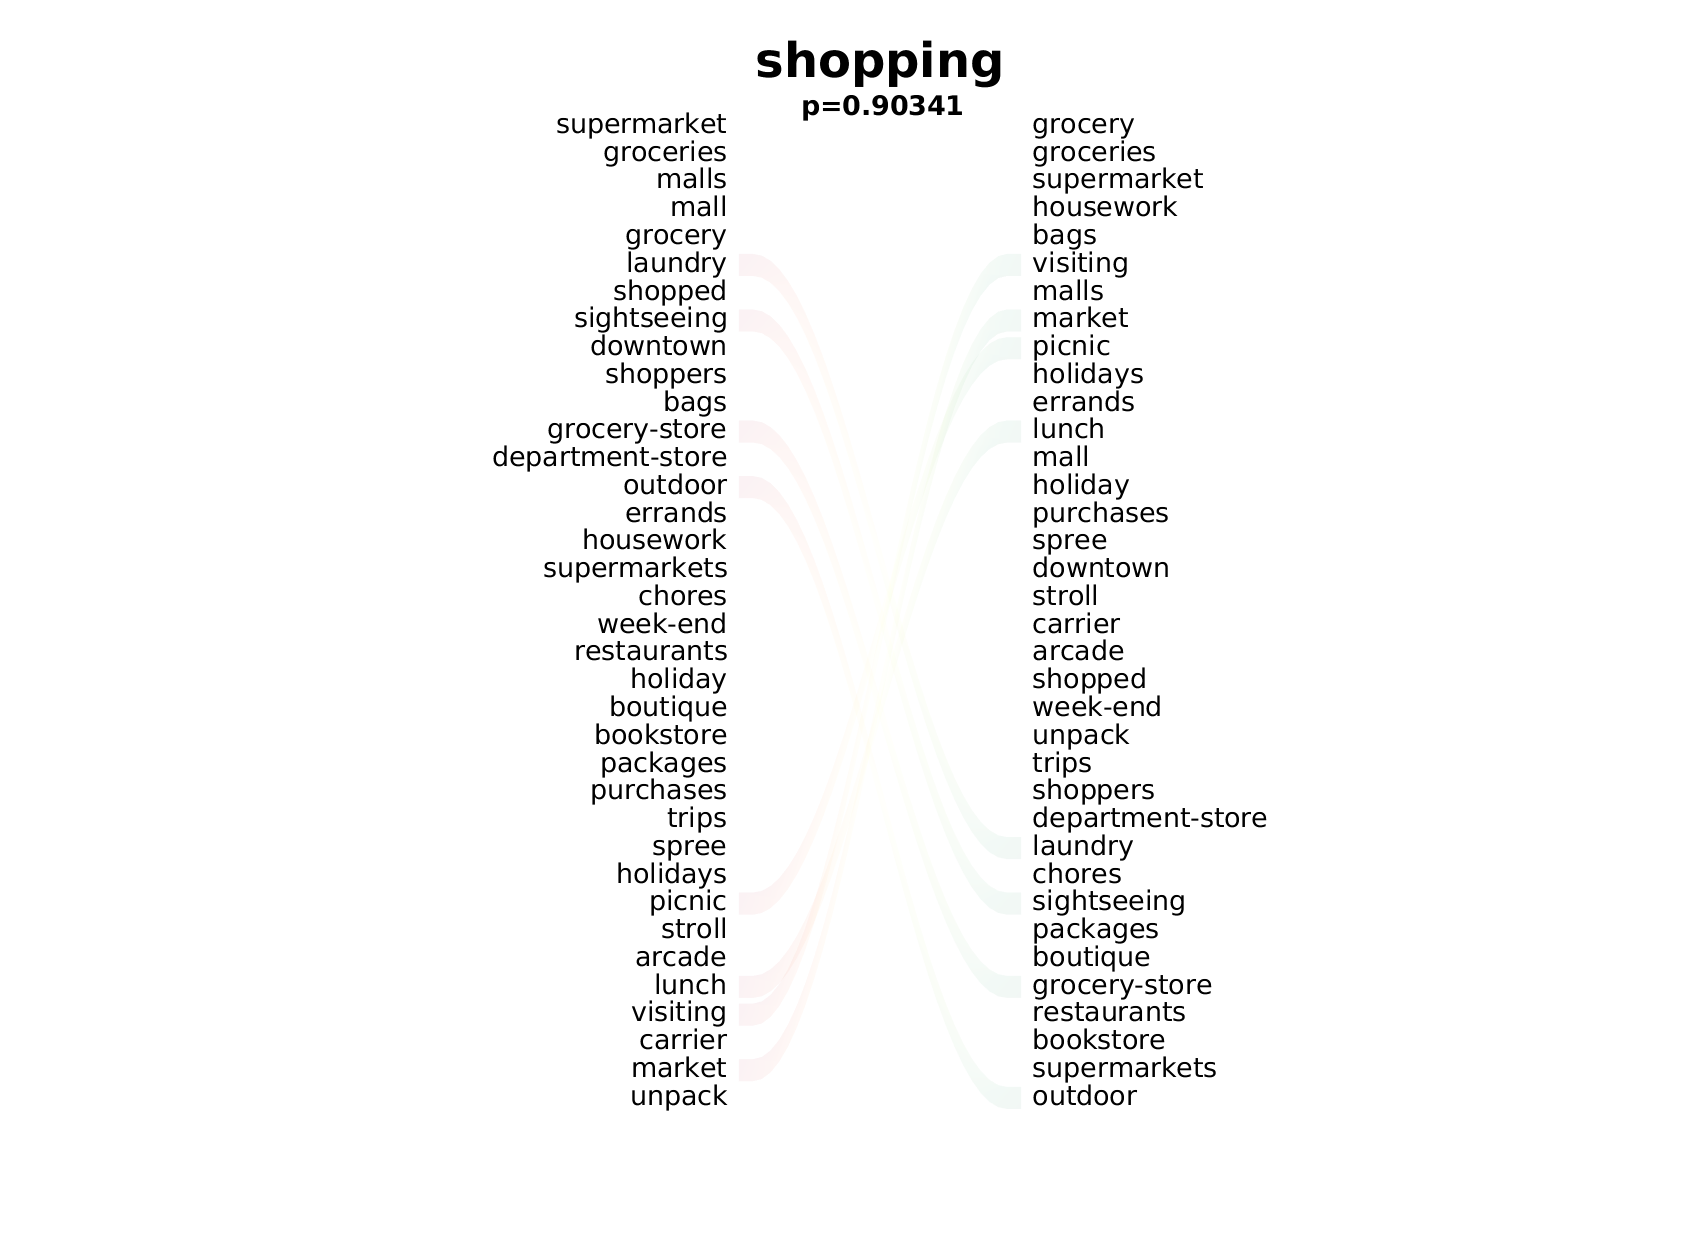 shopping
p=0.90341
supermarket grocery
groceries groceries
malls supermarket
mall housework
grocery bags
laundry visiting
shopped malls
sightseeing market
downtown picnic
shoppers holidays
bags errands
grocery-store lunch
department-store mall
outdoor holiday
errands purchases
housework spree
supermarkets downtown
chores stroll
week-end carrier
restaurants arcade
holiday shopped
boutique week-end
bookstore unpack
packages trips
purchases shoppers
trips department-store
spree laundry
holidays chores
picnic sightseeing
stroll packages
arcade boutique
lunch grocery-store
visiting restaurants
carrier bookstore
market supermarkets
unpack outdoor